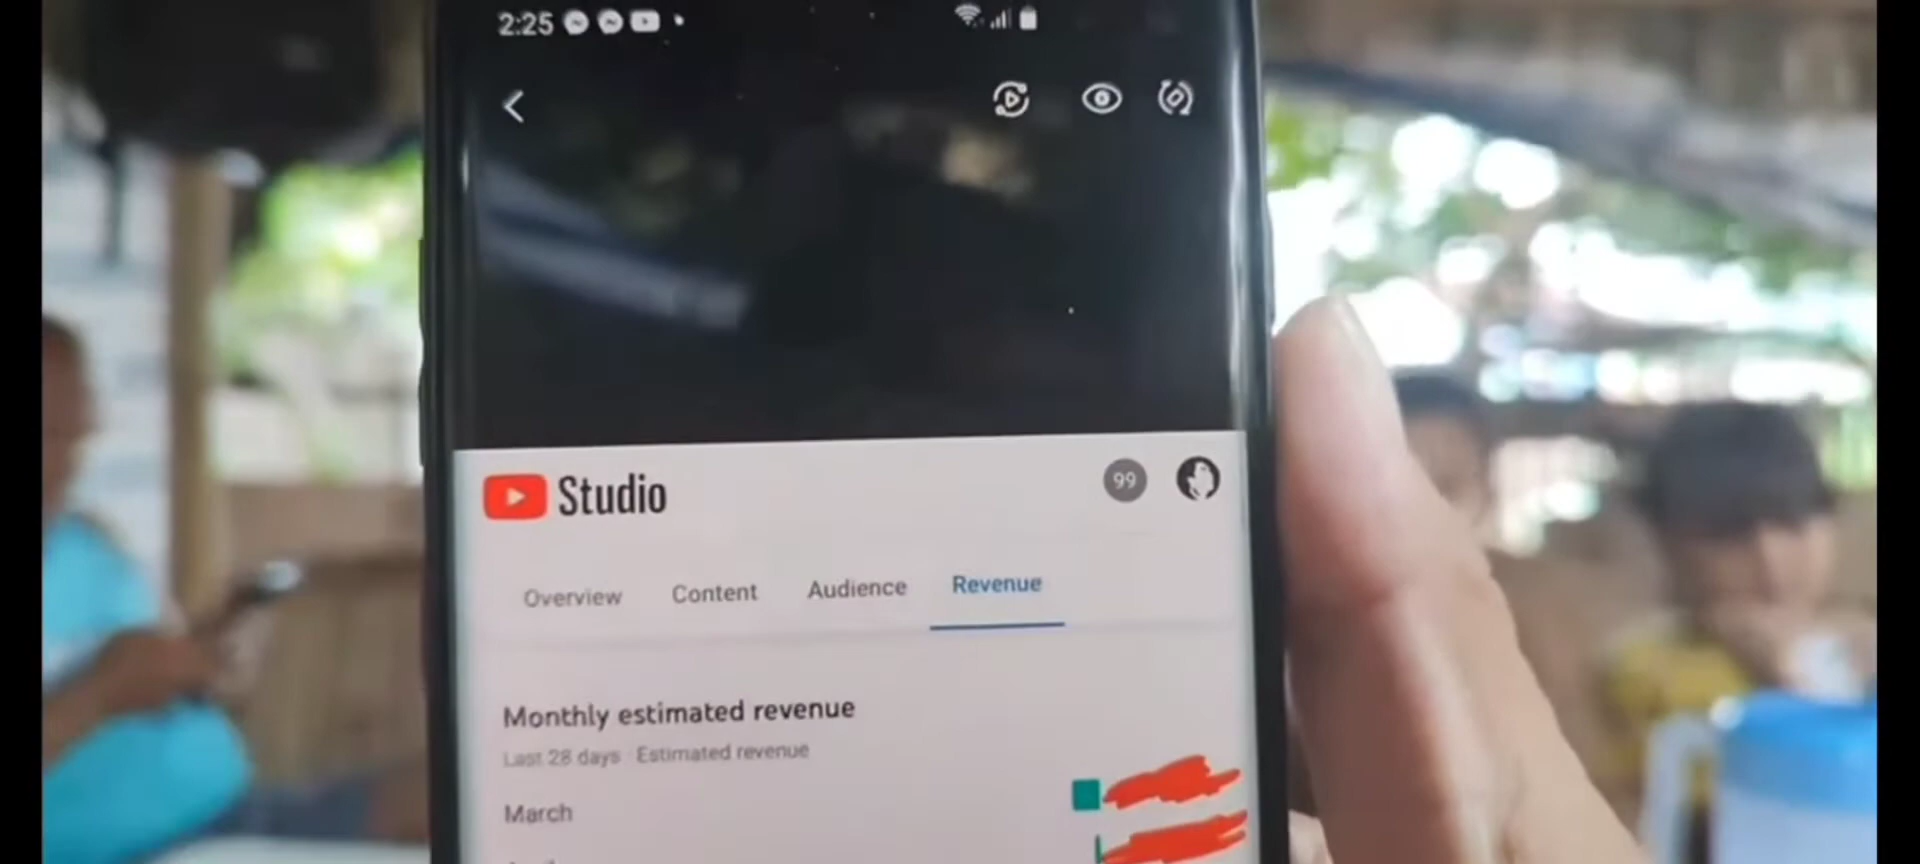 2:25
Studio
99
Overview Content Audience Revenue
Monthly estimated revenue
Last 28 days · Estimated revenue
March